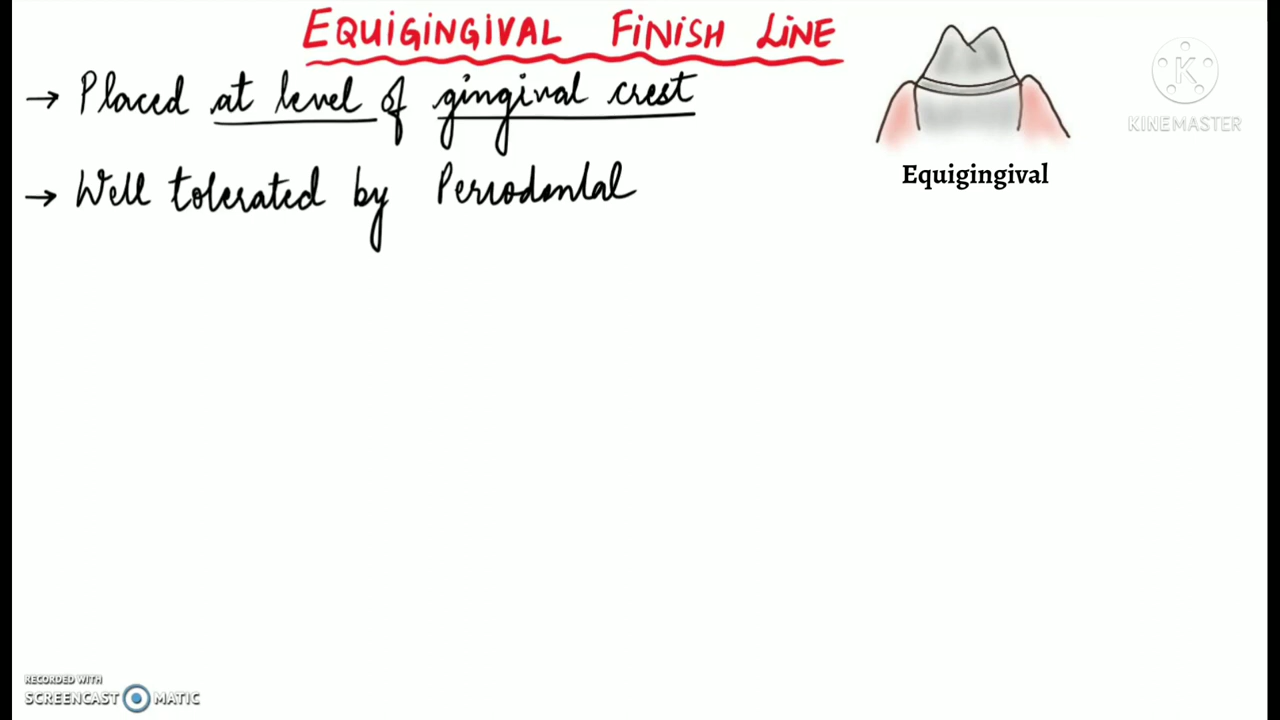 EQUIGINGIVAL FINISH LINE
→ Placed at level of gingival crest
→ Well tolerated by Periodontal
Equigingival
K
KINEMASTER
RECORDED WITH
SCREENCAST MATIC